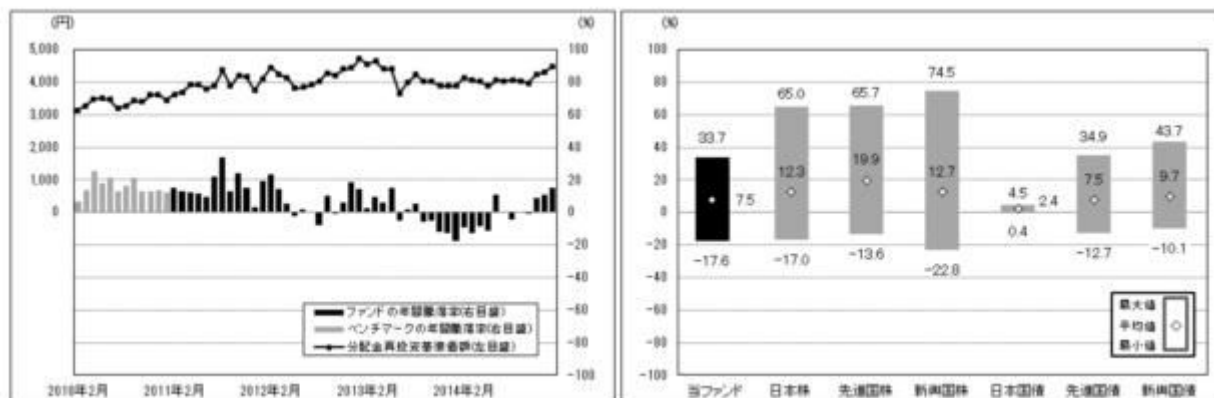 (円)
(%)
5,000
4,000
3,000
2,000
1,000
0
100
80
60
40
20
0
-20
-40
-60
-80
-100
ファンドの年間騰落率(右目盛)
ベンチマークの年間騰落率(右目盛)
分配金再投資基準価額(左目盛)
2010年2月 2011年2月 2012年2月 2013年2月 2014年2月
(%)
100
80
60
40
20
0
-20
-40
-60
-80
-100
33.7 65.0 65.7 74.5 4.5 34.9 43.7
7.5 12.3 19.9 12.7 2.4 7.5 9.7
-17.6 -17.0 -13.6 -22.8 0.4 -12.7 -10.1
最大値
平均値
最小値
当ファンド 日本株 先進国株 新興国株 日本国債 先進国債 新興国債